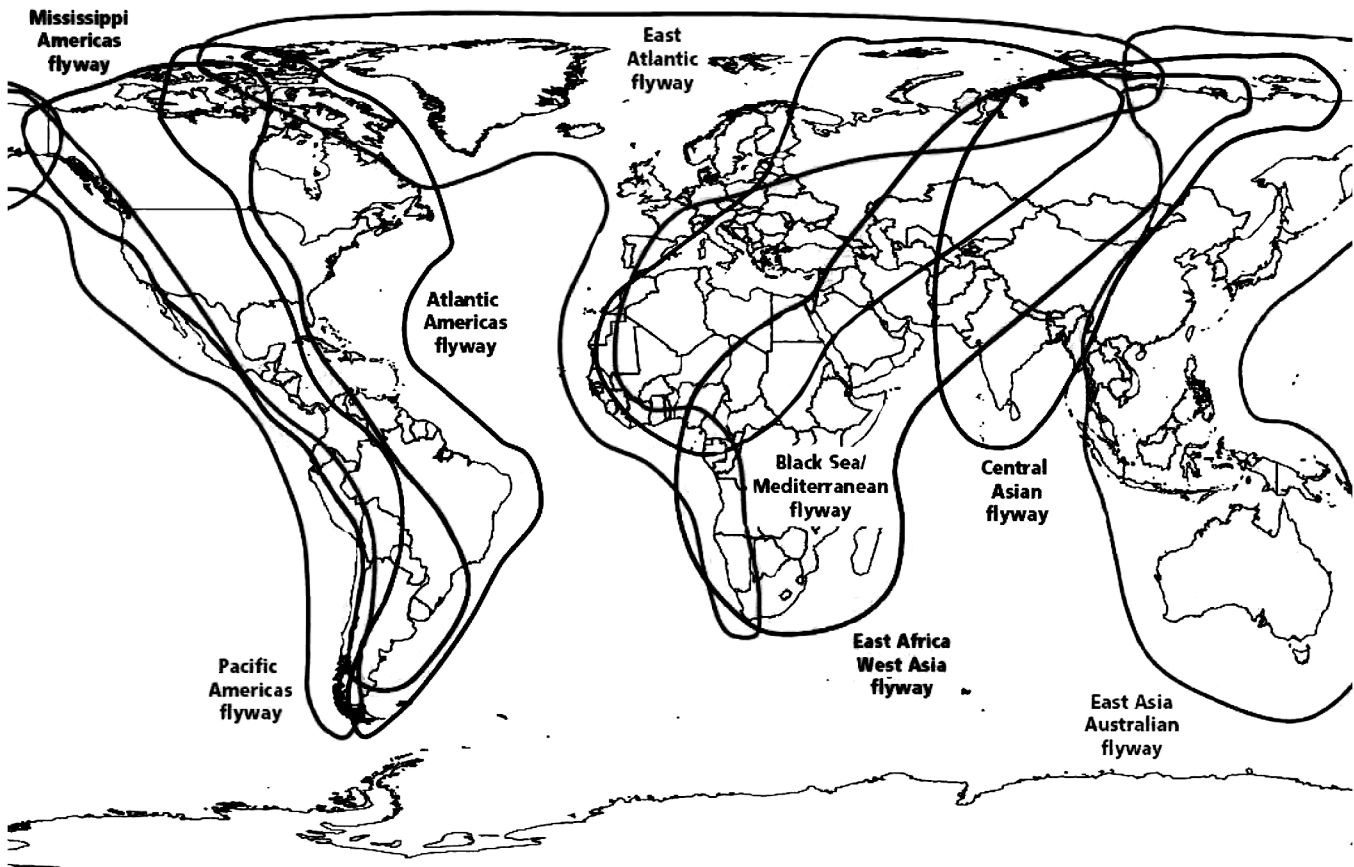 Mississippi
Americas
flyway
East
Atlantic
flyway
Atlantic
Americas
flyway
Black Sea/
Mediterranean
flyway
Central
Asian
flyway
East Africa
West Asia
flyway
Pacific
Americas
flyway
East Asia
Australian
flyway